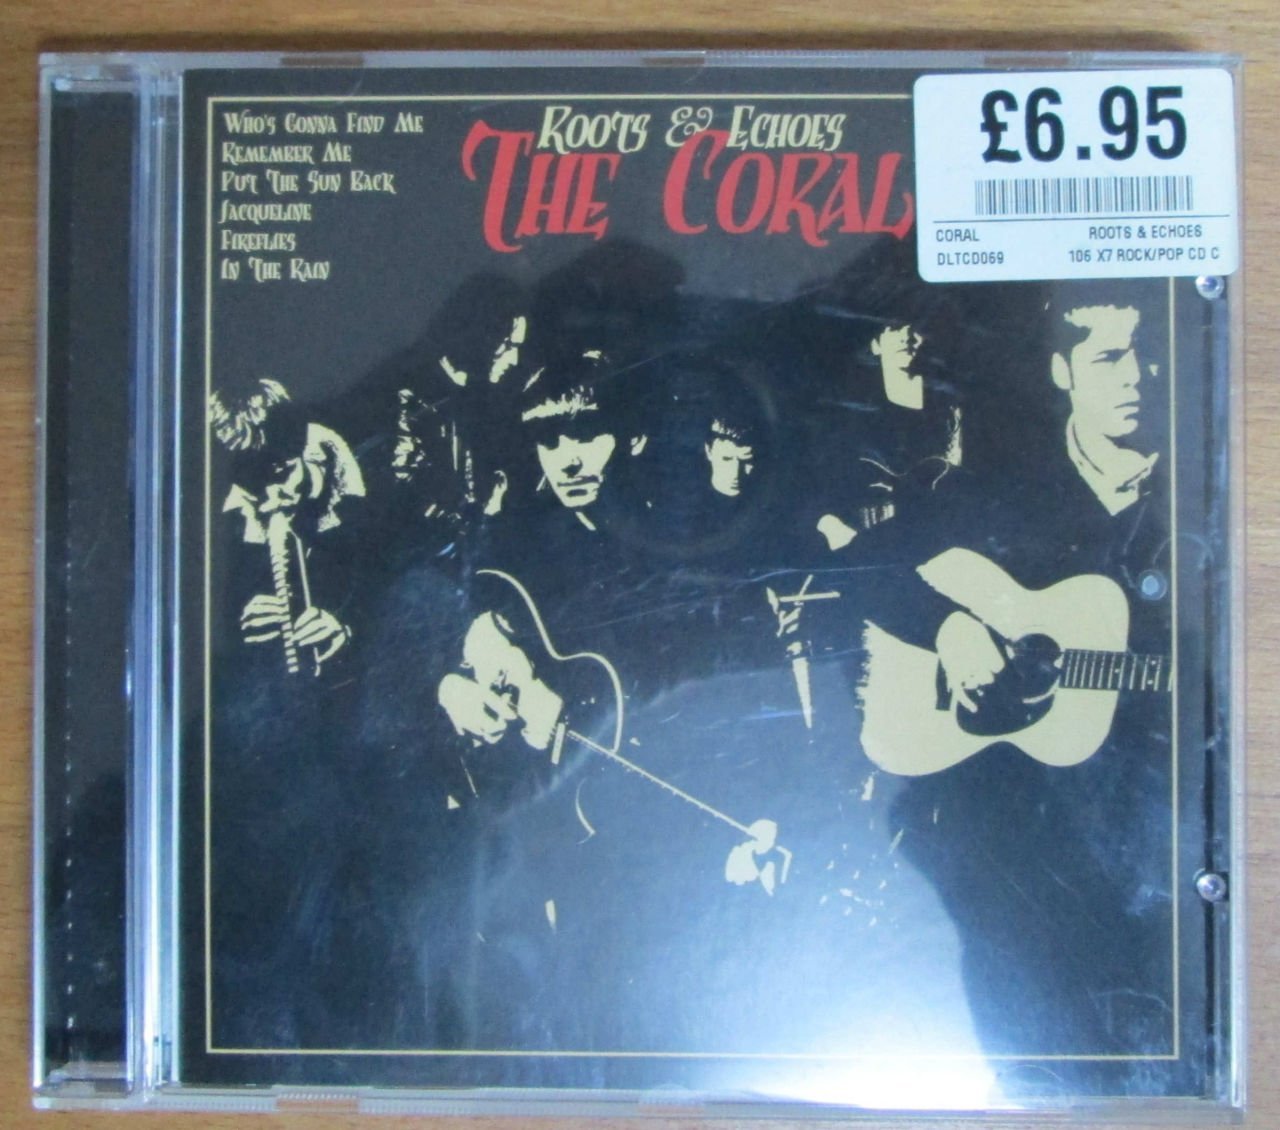 Who's Gonna Find Me
Remember Me
Put The Sun Back
Jacqueline
Fireflies
In The Rain
Roots & Echoes
The Coral
£6.95
CORAL ROOTS & ECHOES
DLTCD069 106 X7 ROCK/POP CD C